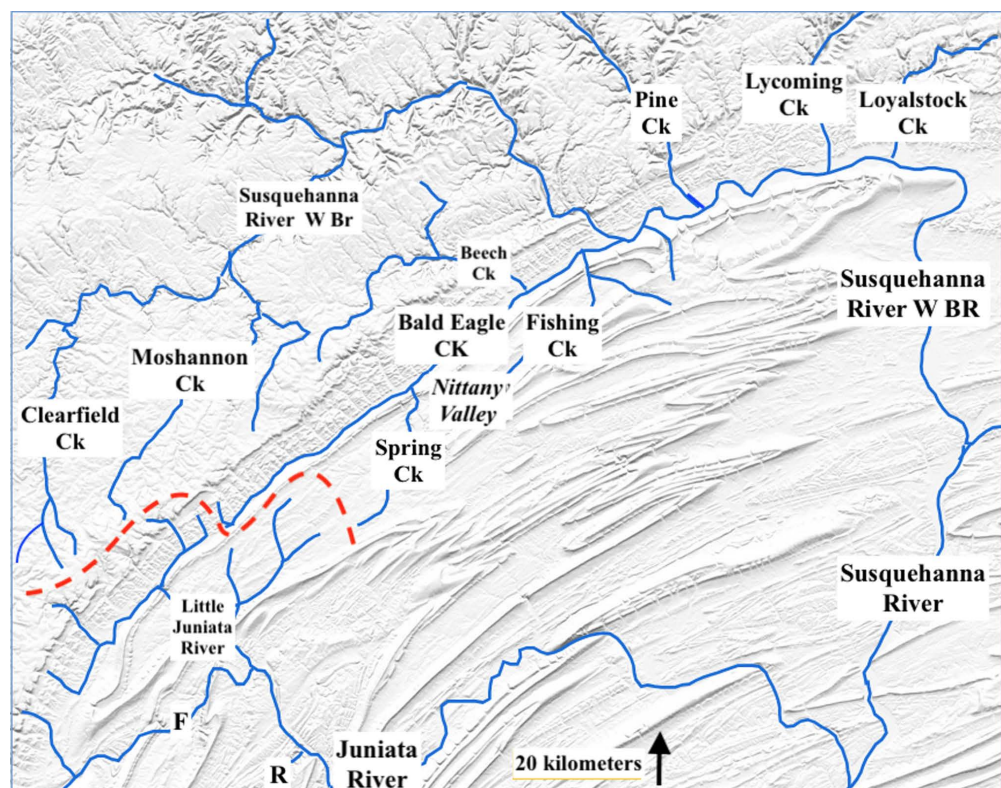 Pine
Ck
Lycoming
Ck
Loyalstock
Ck
Susquehanna
River W Br
Beech
Ck
Susquehanna
River W BR
Bald Eagle
CK
Fishing
Ck
Moshannon
Ck
Nittany
Valley
Clearfield
Ck
Spring
Ck
Susquehanna
River
Little
Juniata
River
F
R
Juniata
River
20 kilometers